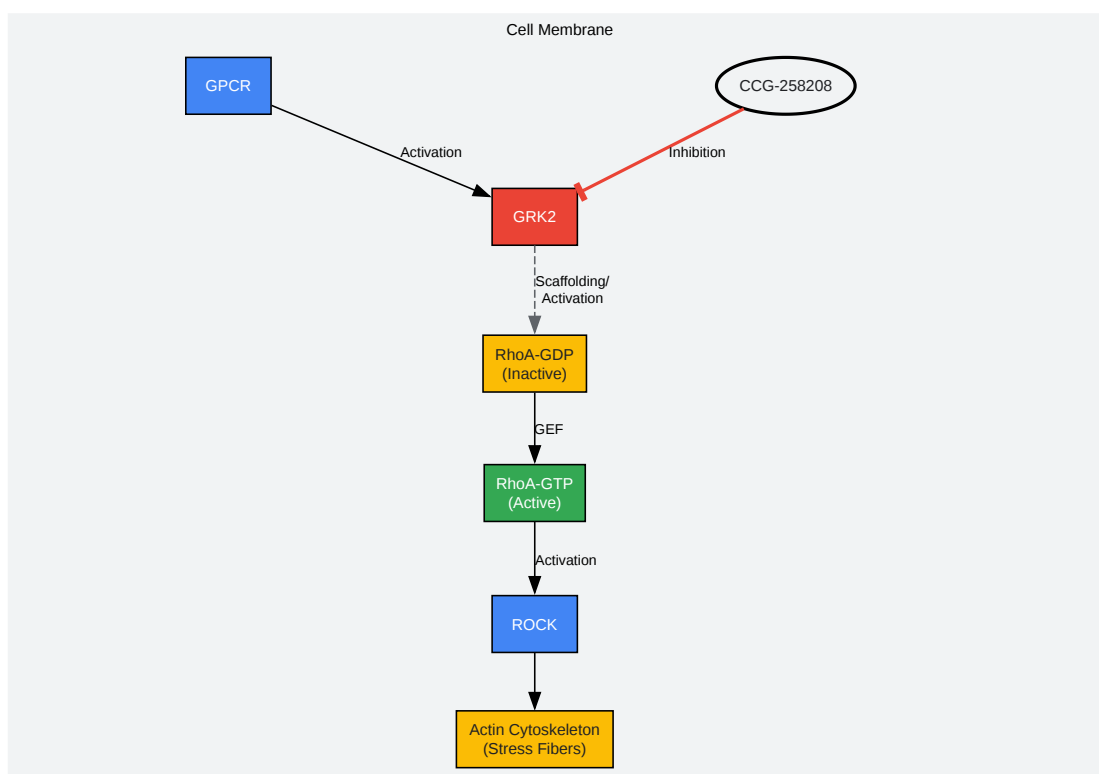 Cell Membrane
GPCR
CCG-258208
Activation
Inhibition
GRK2
Scaffolding/
Activation
RhoA-GDP
(Inactive)
GEF
RhoA-GTP
(Active)
Activation
ROCK
Actin Cytoskeleton
(Stress Fibers)